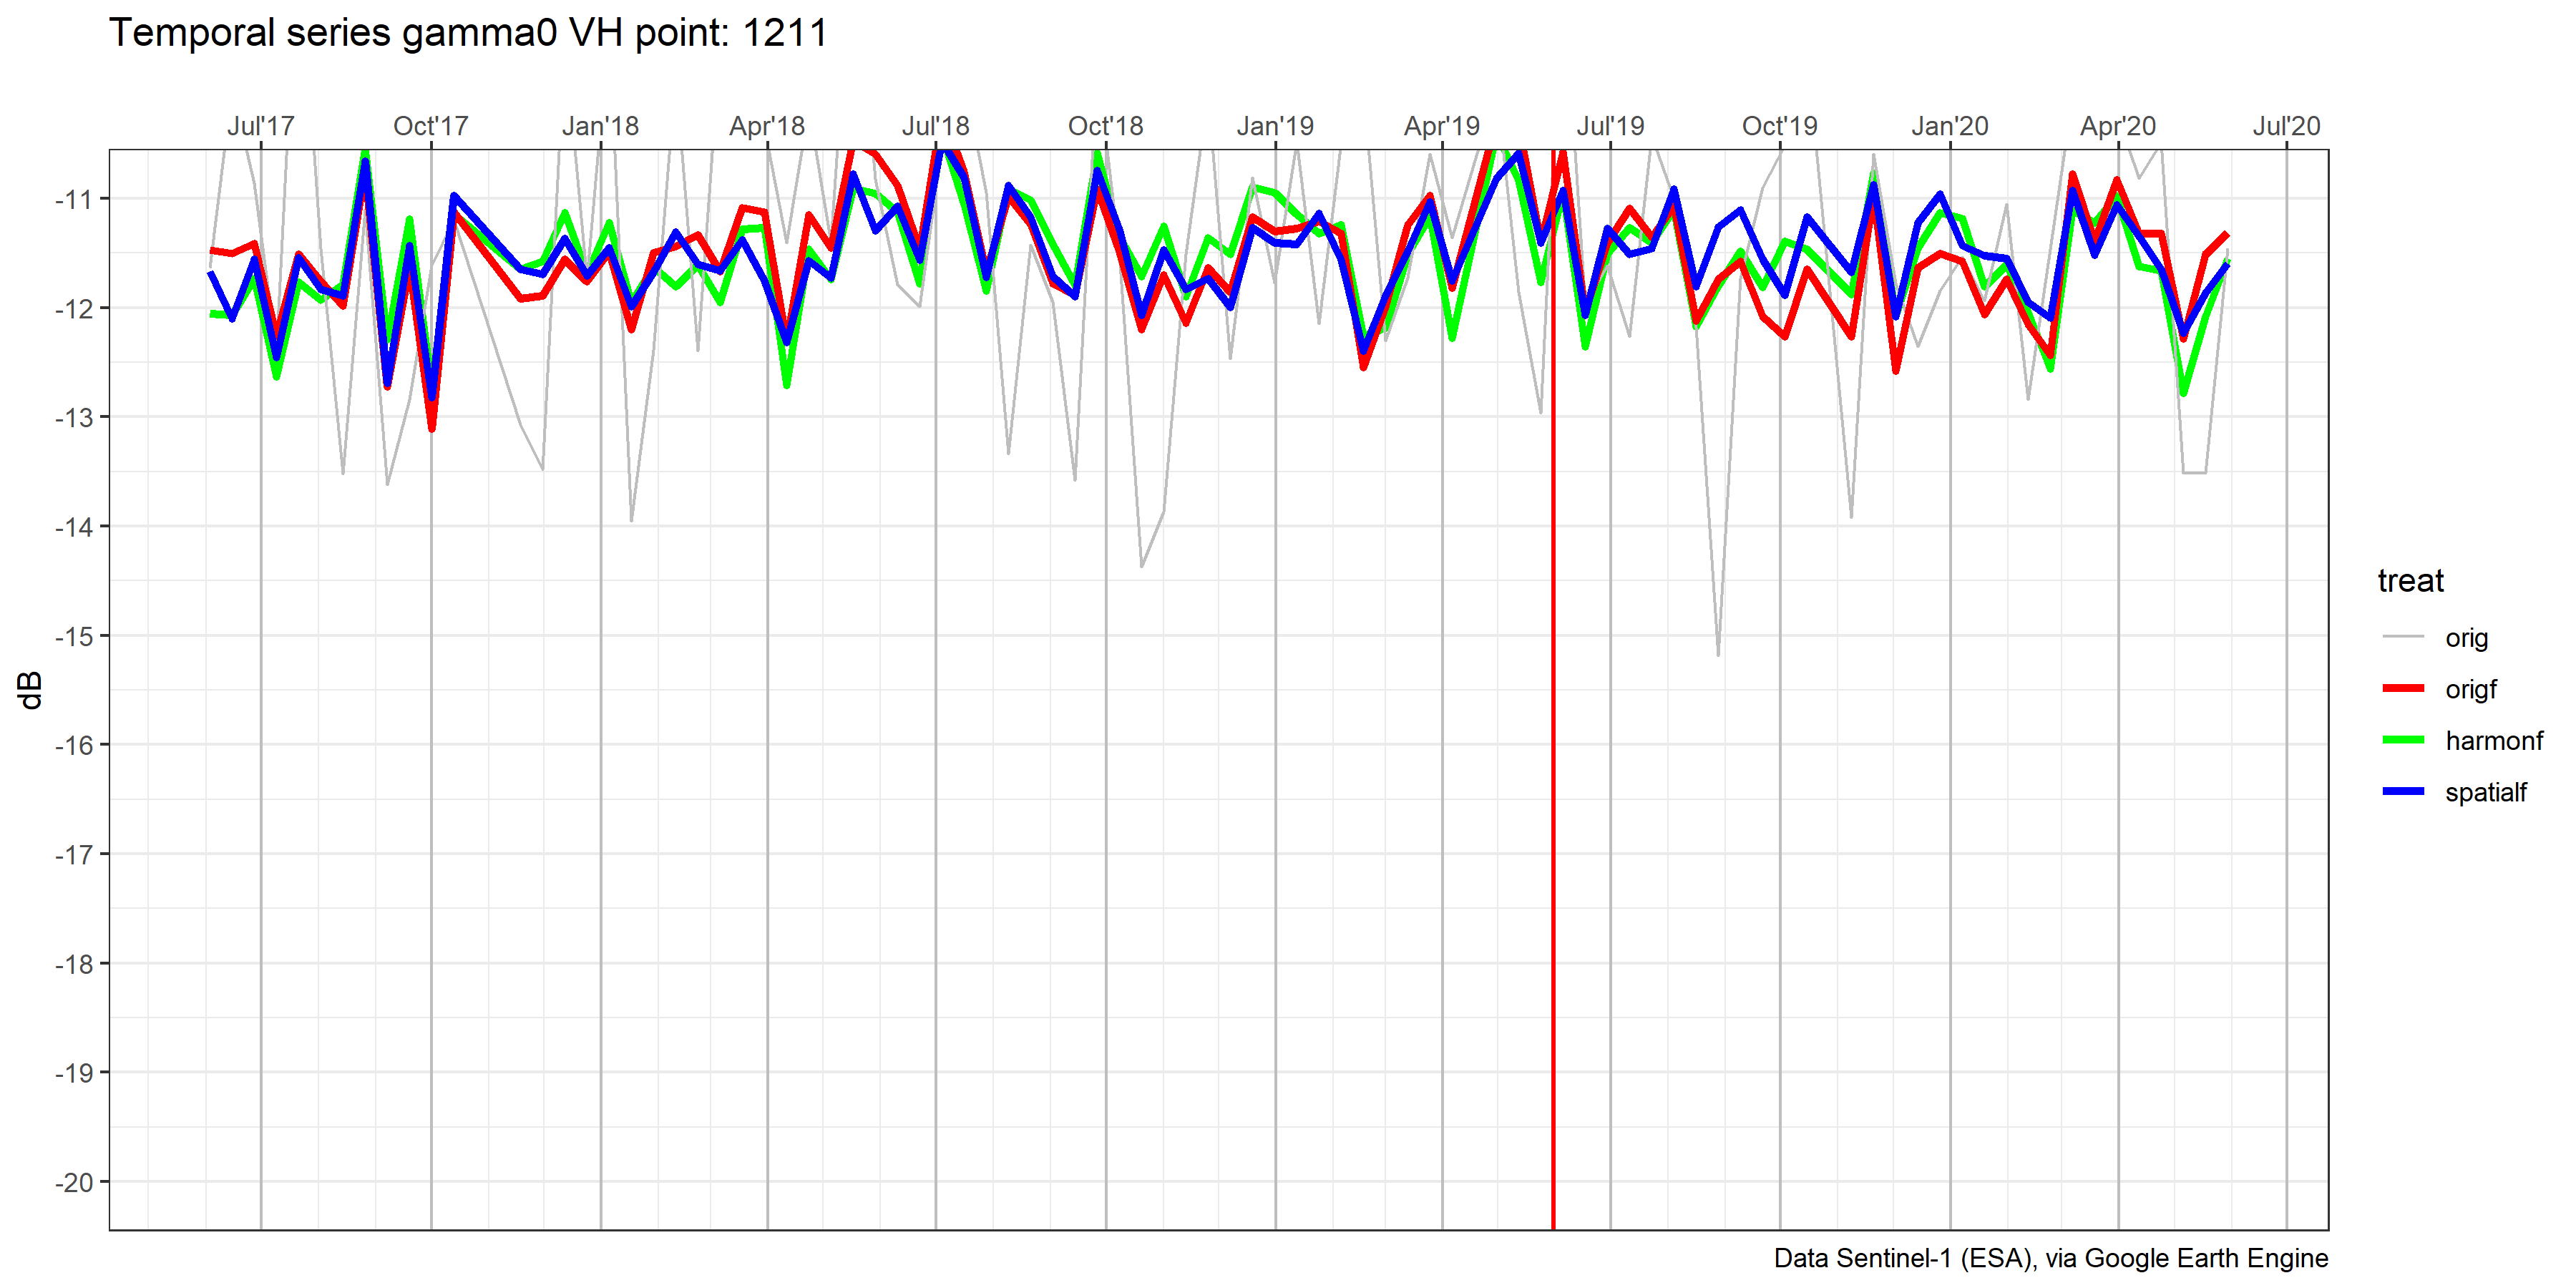 Temporal series gamma0 VH point: 1211
Jul'17 Oct'17 Jan'18 Apr'18 Jul'18 Oct'18 Jan'19 Apr'19 Jul'19 Oct'19 Jan'20 Apr'20 Jul'20
-11
-12
-13
-14
-15
-16
-17
-18
-19
-20
dB
treat
orig
origf
harmonf
spatialf
Data Sentinel-1 (ESA), via Google Earth Engine